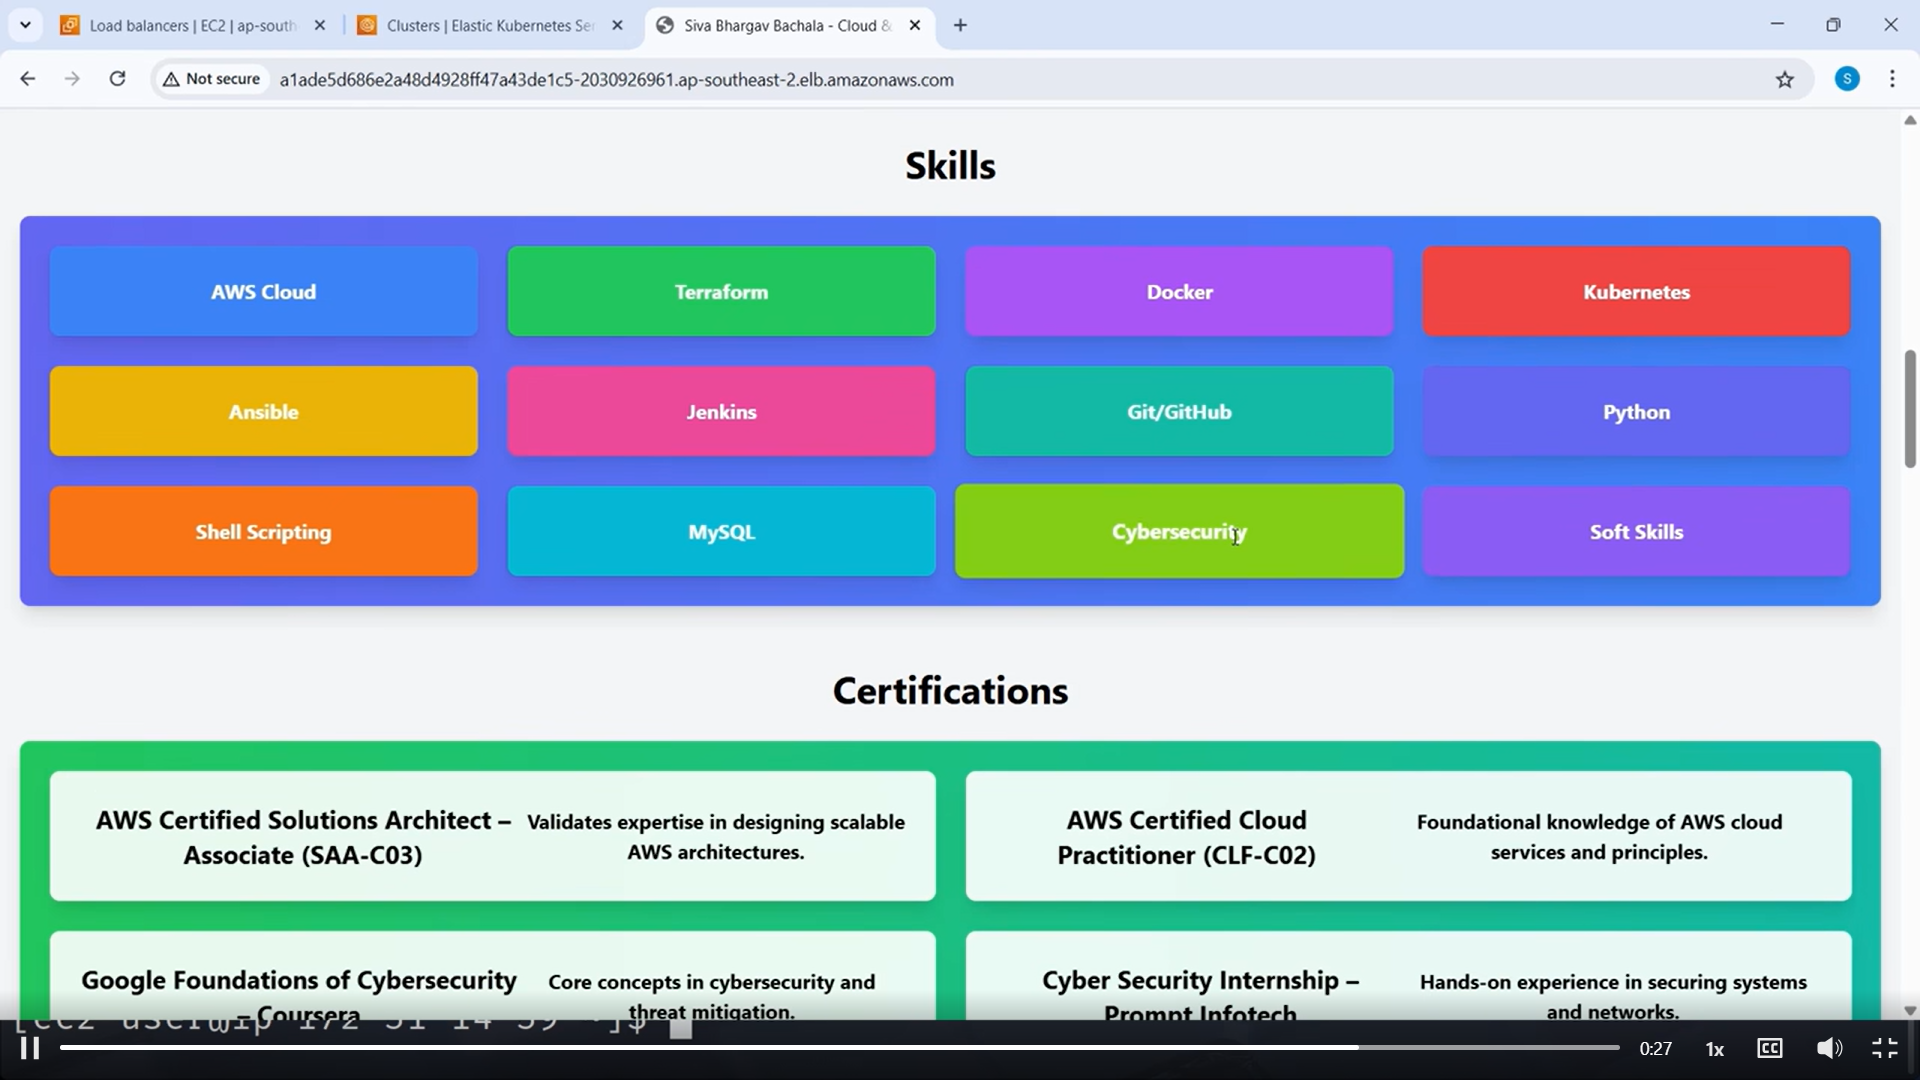 Load balancers | EC2 | ap-south
Clusters | Elastic Kubernetes Ser
Siva Bhargav Bachala - Cloud &
Not secure
a1ade5d686e2a48d4928ff47a43de1c5-2030926961.ap-southeast-2.elb.amazonaws.com
S
Skills
AWS Cloud
Terraform
Docker
Kubernetes
Ansible
Jenkins
Git/GitHub
Python
Shell Scripting
MySQL
Cybersecurity
Soft Skills
Certifications
AWS Certified Solutions Architect –
Associate (SAA-C03)
Validates expertise in designing scalable
AWS architectures.
AWS Certified Cloud
Practitioner (CLF-C02)
Foundational knowledge of AWS cloud
services and principles.
Google Foundations of Cybersecurity
– Coursera
Core concepts in cybersecurity and
threat mitigation.
Cyber Security Internship –
Prompt Infotech
Hands-on experience in securing systems
and networks.
0:27
1x
CC